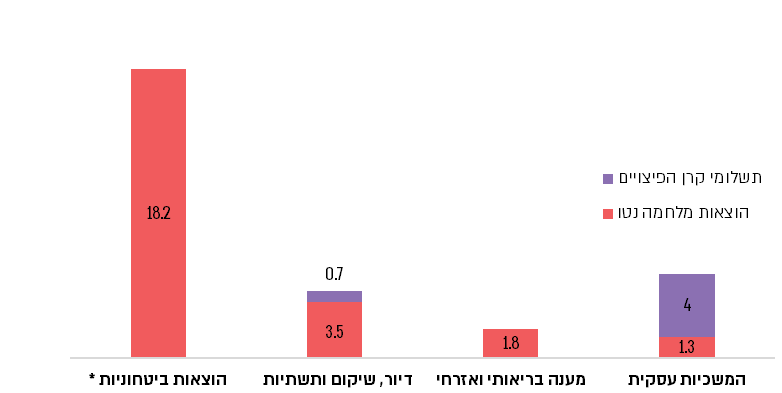 תשלומי קרן הפיצויים
הוצאות מלחמה נטו
18.2
0.7
3.5
1.8
4
1.3
הוצאות ביטחוניות *
דיור, שיקום ותשתיות
מענה בריאותי ואזרחי
המשכיות עסקית